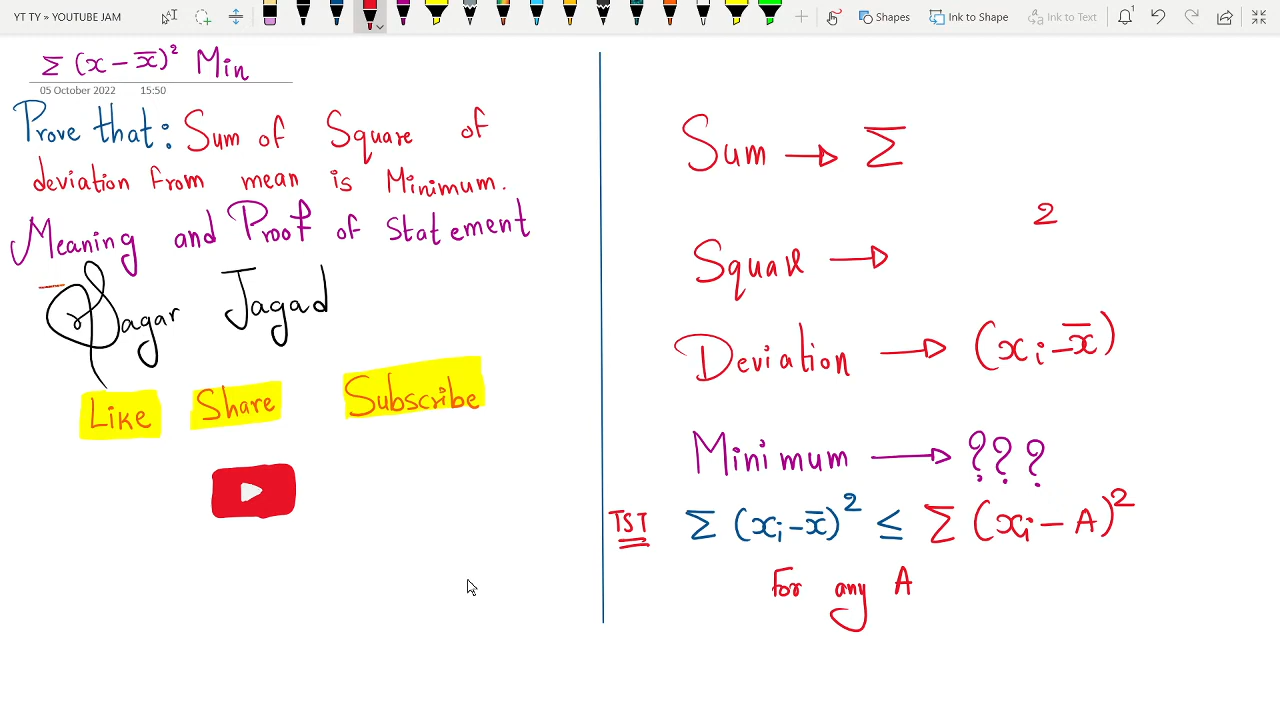 YT TY » YOUTUBE JAM
Shapes
Ink to Shape
Ink to Text
Σ (x - x̅)² Min
05 October 2022 15:50
Prove that: Sum of Square of
deviation from mean is Minimum.
Meaning and Proof of Statement
Sagar Jagad
Like Share Subscribe
Sum → Σ
2
Square →
Deviation → (xi - x̅)
Minimum → ???
TST Σ (xi - x̅)² ≤ Σ (xi - A)²
For any A